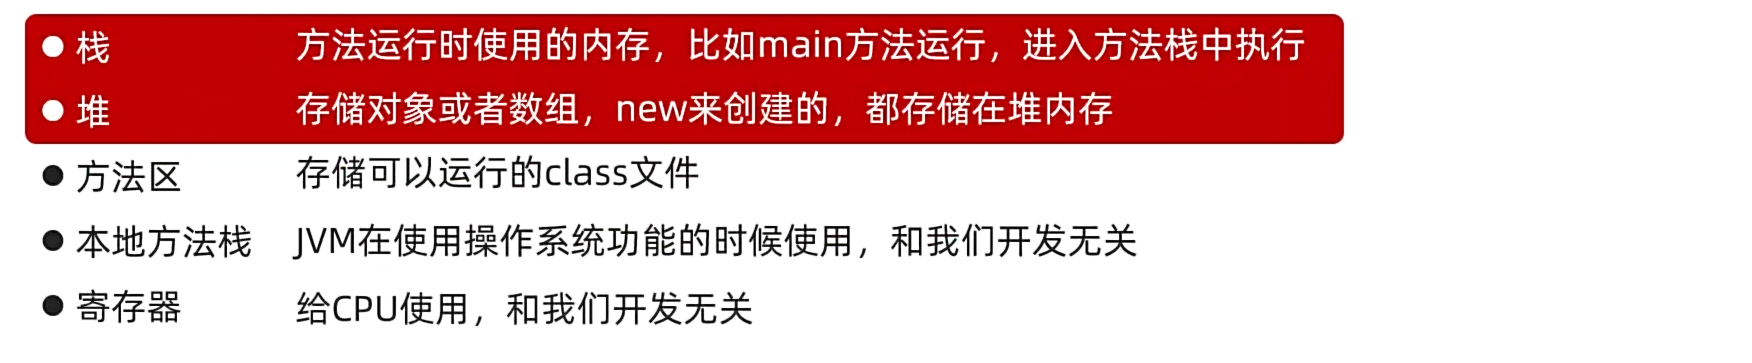 栈 方法运行时使用的内存，比如main方法运行，进入方法栈中执行
堆 存储对象或者数组，new来创建的，都存储在堆内存
方法区 存储可以运行的class文件
本地方法栈 JVM在使用操作系统功能的时候使用，和我们开发无关
寄存器 给CPU使用，和我们开发无关